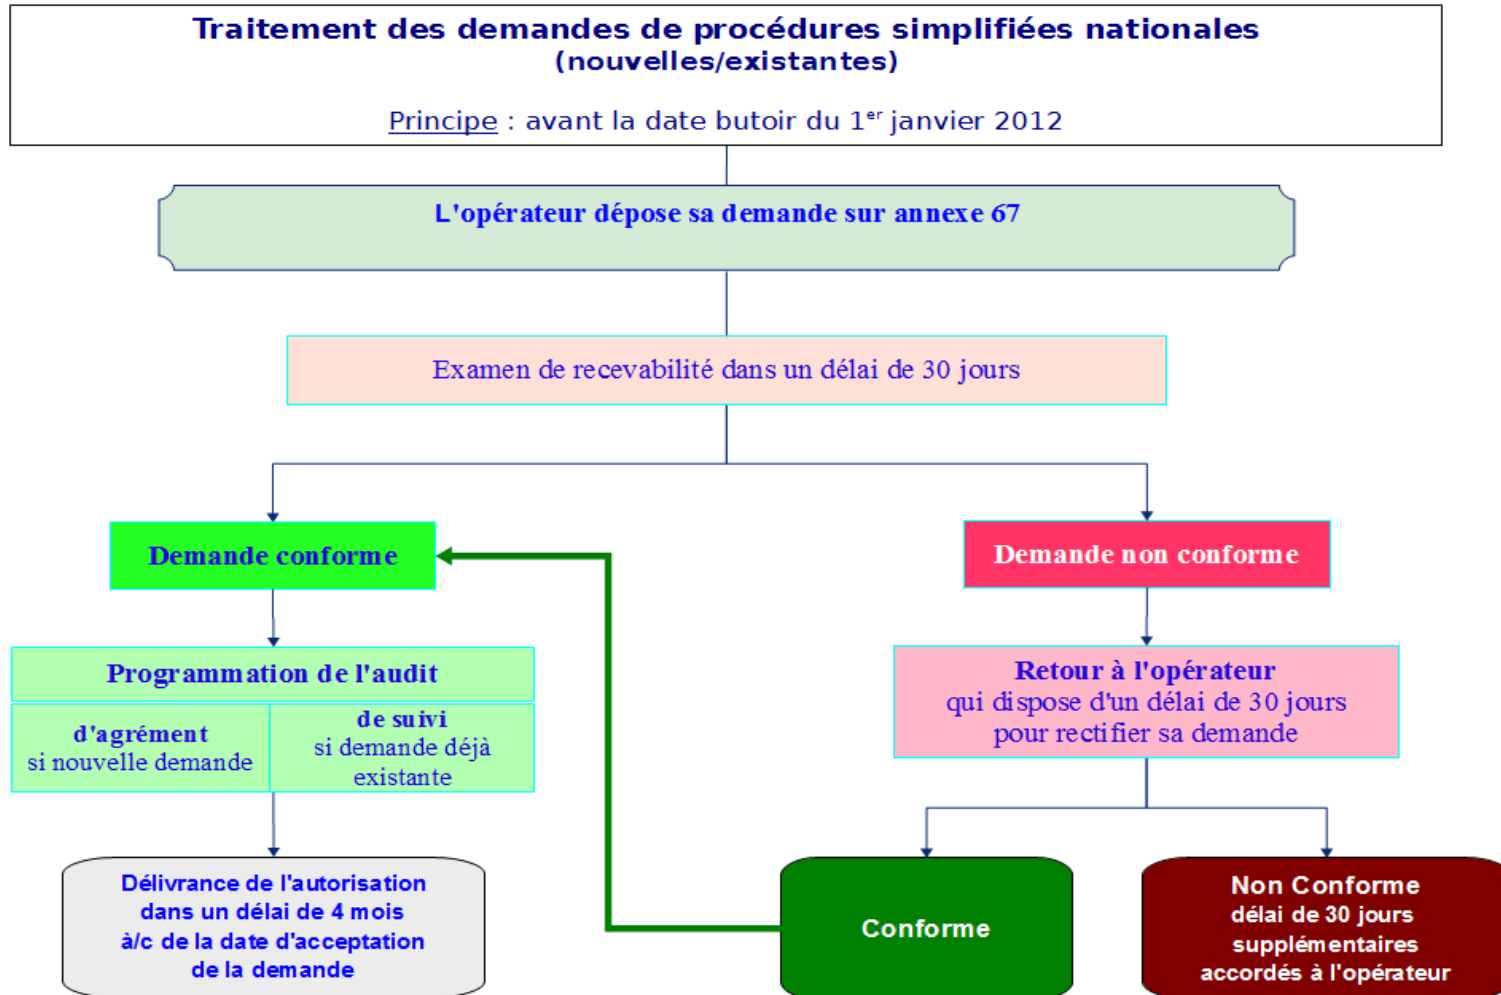 Traitement des demandes de procédures simplifiées nationales
(nouvelles/existantes)
Principe : avant la date butoir du 1er janvier 2012
L'opérateur dépose sa demande sur annexe 67
Examen de recevabilité dans un délai de 30 jours
Demande conforme
Demande non conforme
Programmation de l'audit
d'agrément
si nouvelle demande
de suivi
si demande déjà
existante
Retour à l'opérateur
qui dispose d'un délai de 30 jours
pour rectifier sa demande
Délivrance de l'autorisation
dans un délai de 4 mois
à/c de la date d'acceptation
de la demande
Conforme
Non Conforme
délai de 30 jours
supplémentaires
accordés à l'opérateur